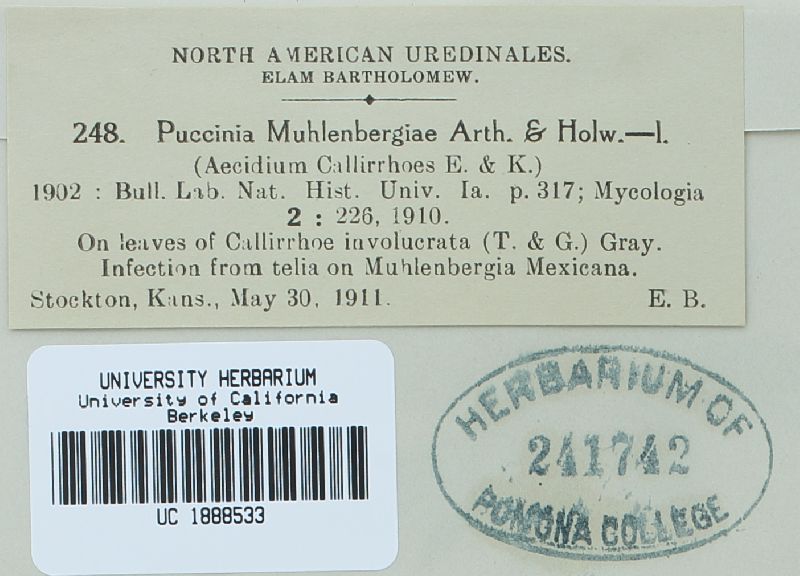 NORTH AMERICAN UREDINALES.
ELAM BARTHOLOMEW.
248. Puccinia Muhlenbergiae Arth. & Holw.—I.
(Aecidium Callirrhoes E. & K.)
1902 : Bull. Lab. Nat. Hist. Univ. Ia. p. 317; Mycologia
2 : 226, 1910.
On leaves of Callirrhoe involucrata (T. & G.) Gray.
Infection from telia on Muhlenbergia Mexicana.
Stockton, Kans., May 30, 1911. E. B.
UNIVERSITY HERBARIUM
University of California
Berkeley
UC 1888533
HERBARIUM OF
241742
POMONA COLLEGE